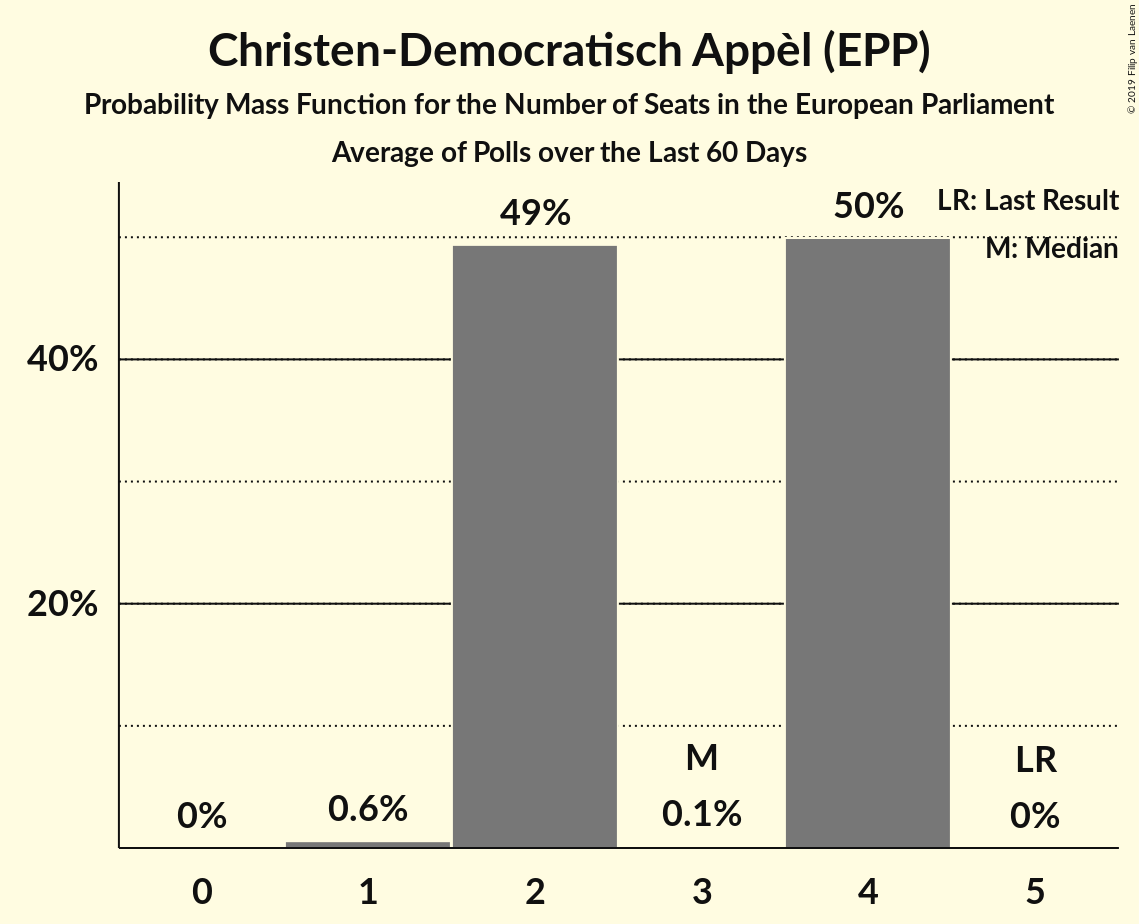 Christen-Democratisch Appèl (EPP)
Probability Mass Function for the Number of Seats in the European Parliament
Average of Polls over the Last 60 Days
© 2019 Filip van Laenen
LR: Last Result
M: Median
49%
50%
40%
20%
M
LR
0%
0.6%
0.1%
0%
0 1 2 3 4 5